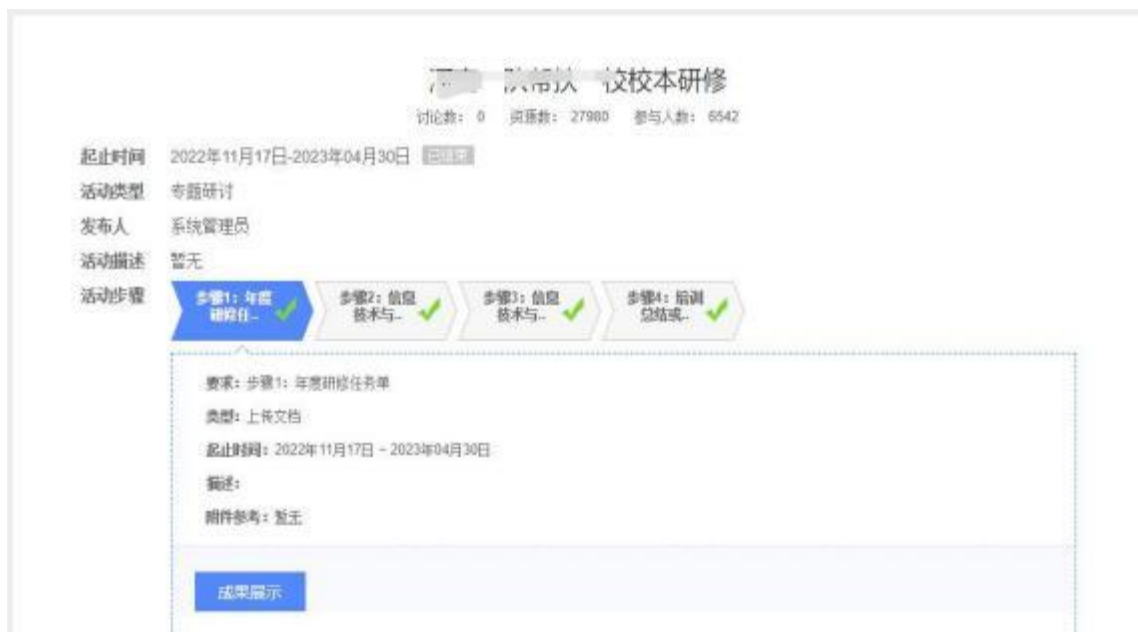 校校本研修
讨论数： 0 资源数： 27980 参与人数： 6542
起止时间 2022年11月17日-2023年04月30日 已结束
活动类型 专题研讨
发布人 系统管理员
活动描述 暂无
活动步骤
步骤1：年度
研修任..
步骤2：信息
技术与..
步骤3：信息
技术与..
步骤4：培训
总结或..
要求：步骤1：年度研修任务单
类型：上传文档
起止时间：2022年11月17日 - 2023年04月30日
描述：
附件参考：暂无
成果展示